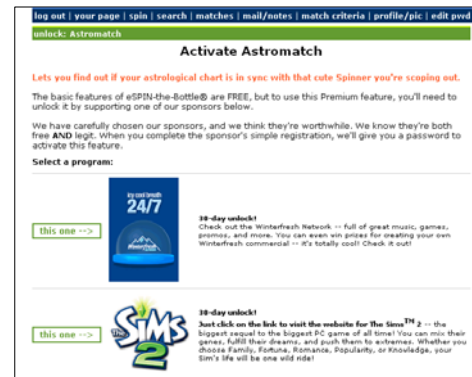 log out | your page | spin | search | matches | mail/notes | match criteria | profile/pic | edit pwd
unlock: Astromatch
Activate Astromatch
Lets you find out if your astrological chart is in sync with that cute Spinner you're scoping out.
The basic features of eSPIN-the-Bottle® are FREE, but to use this Premium feature, you'll need to
unlock it by supporting one of our sponsors below.
We have carefully chosen our sponsors, and we think they're worthwhile. We know they're both
free AND legit. When you complete the sponsor's simple registration, we'll give you a password to
activate this feature.
Select a program:
this one -->
icy cool breath
24/7
Winterfresh
30-day unlock!
Check out the Winterfresh Network -- full of great music, games,
promos, and more. You can even win prizes for creating your own
Winterfresh commercial -- it's totally cool! Check it out!
this one -->
THE SIMS
2
30-day unlock!
Just click on the link to visit the website for The Sims™ 2 -- the
biggest sequel to the biggest PC game of all time! You can mix their
genes, fulfill their dreams, and push them to extremes. Whether you
choose Family, Fortune, Romance, Popularity, or Knowledge, your
Sim's life will be one wild ride!